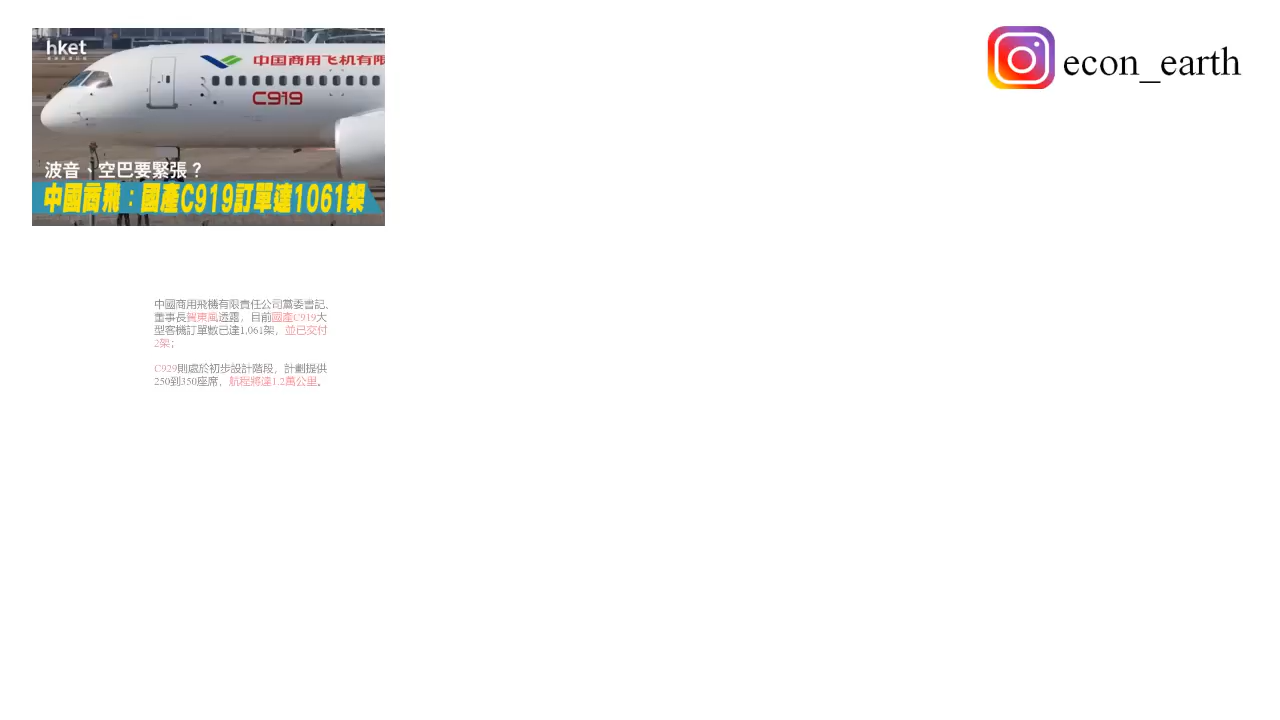 hket
econ_earth
中国商用飞机有限
C919
波音、空巴要緊張？
中國商飛：國產C919訂單達1061架
中國商用飛機有限責任公司黨委書記、
董事長賀東風透露，目前國產C919大
型客機訂單數已達1,061架，並已交付
2架；
C929則處於初步設計階段，計劃提供
250到350座席，航程將達1.2萬公里。